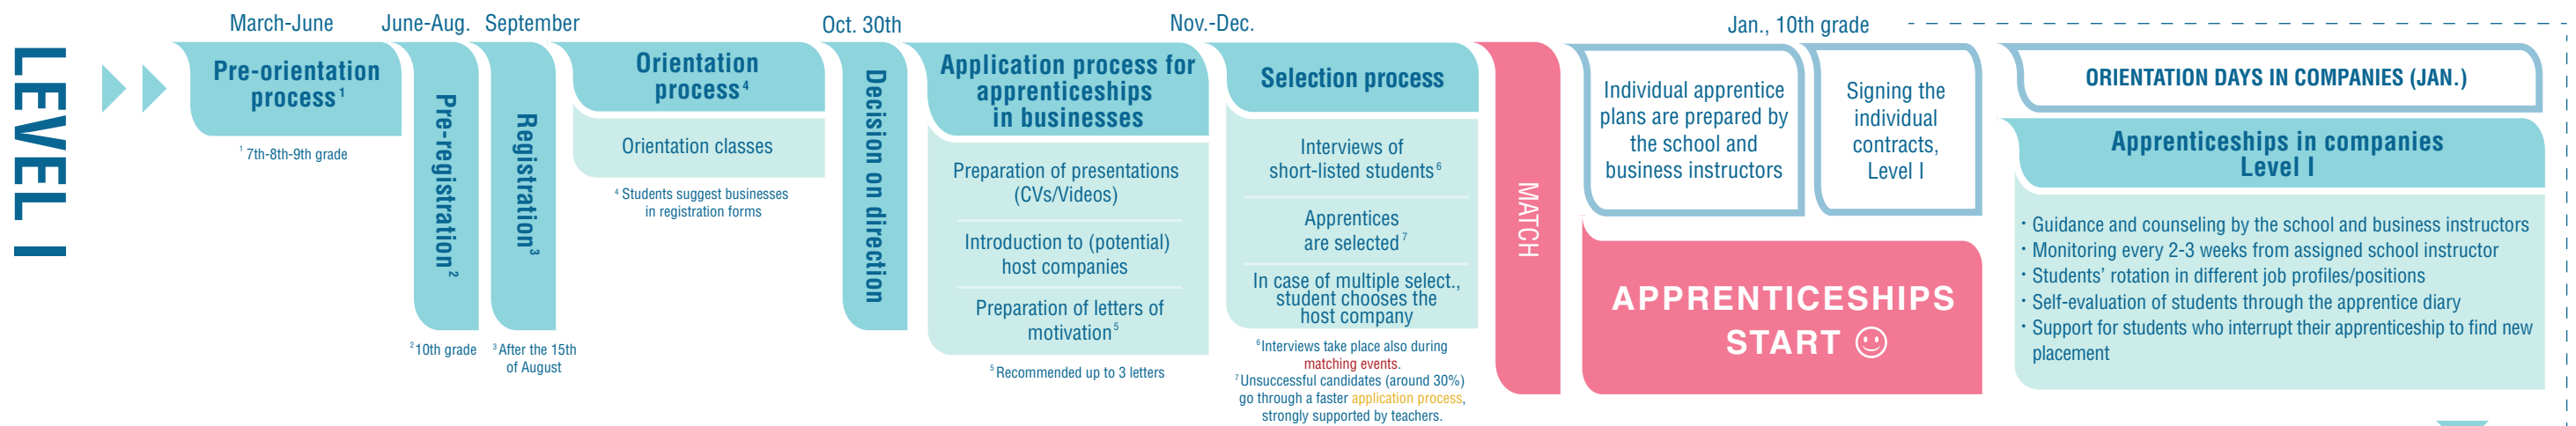 LEVEL I
March-June
Pre-orientation
process¹
¹ 7th-8th-9th grade
June-Aug.
Pre-registration²
² 10th grade
September
Registration³
³ After the 15th
of August
Orientation
process⁴
Orientation classes
⁴ Students suggest businesses
in registration forms
Oct. 30th
Decision on direction
Application process for
apprenticeships
in businesses
Preparation of presentations
(CVs/Videos)
Introduction to (potential)
host companies
Preparation of letters of
motivation⁵
⁵ Recommended up to 3 letters
Nov.-Dec.
Selection process
Interviews of
short-listed students⁶
Apprentices
are selected⁷
In case of multiple select.,
student chooses the
host company
⁶ Interviews take place also during
matching events.
⁷ Unsuccessful candidates (around 30%)
go through a faster application process,
strongly supported by teachers.
MATCH
Jan., 10th grade
Individual apprentice
plans are prepared by
the school and
business instructors
Signing the
individual
contracts,
Level I
APPRENTICESHIPS
START
ORIENTATION DAYS IN COMPANIES (JAN.)
Apprenticeships in companies
Level I
· Guidance and counseling by the school and business instructors
· Monitoring every 2-3 weeks from assigned school instructor
· Students' rotation in different job profiles/positions
· Self-evaluation of students through the apprentice diary
· Support for students who interrupt their apprenticeship to find new
placement